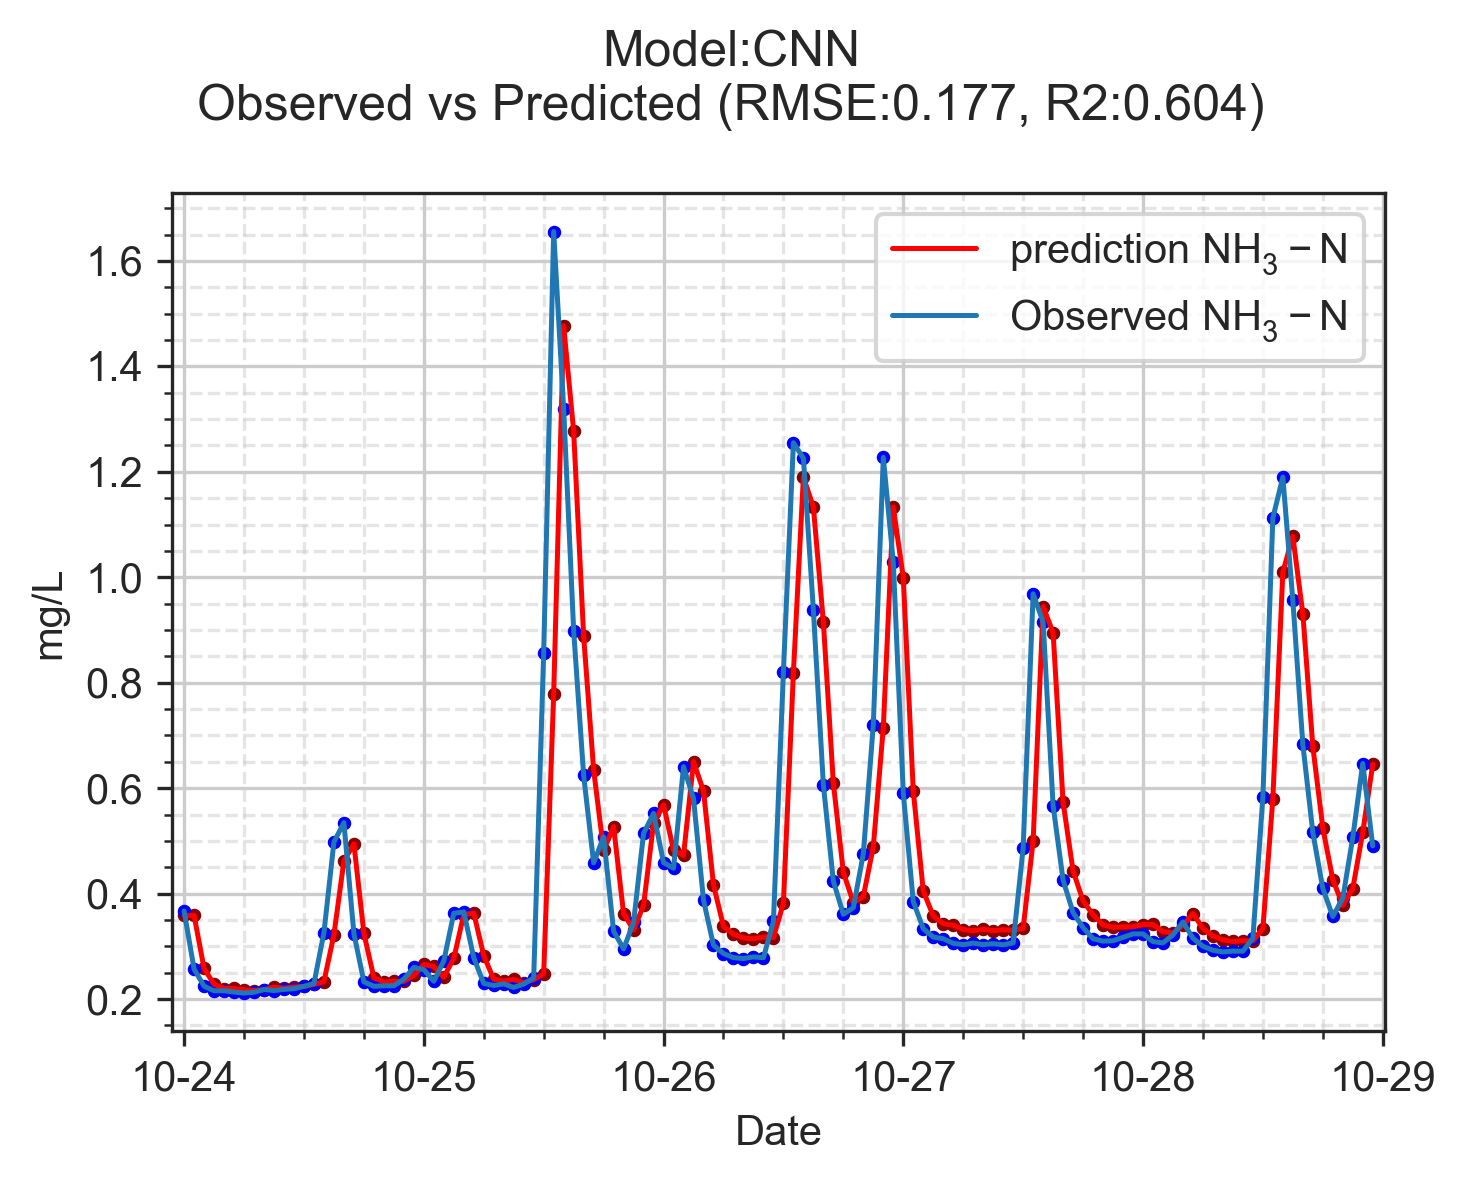 Model:CNN
Observed vs Predicted (RMSE:0.177, R2:0.604)
prediction NH₃ − N
Observed NH₃ − N
1.6
1.4
1.2
1.0
0.8
0.6
0.4
0.2
mg/L
10-24 10-25 10-26 10-27 10-28 10-29
Date